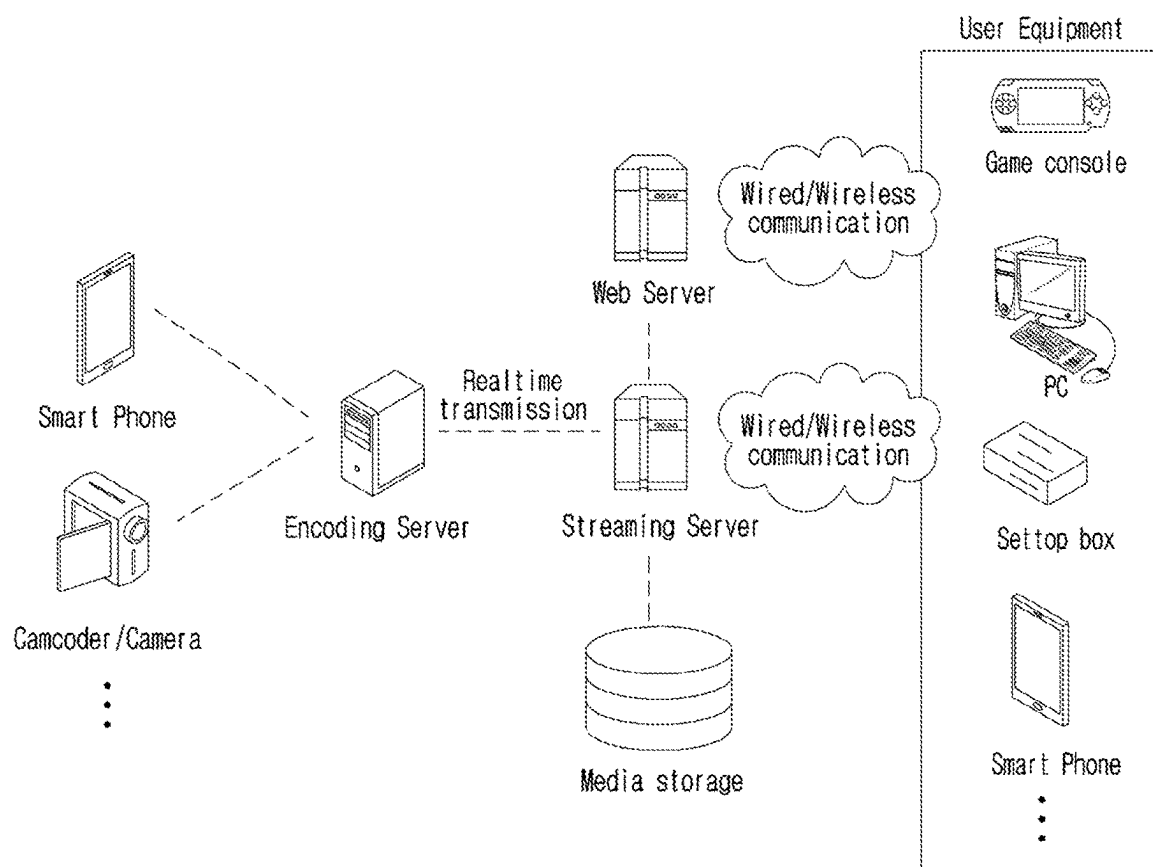 User Equipment
Game console
Wired/Wireless
communication
Web Server
PC
Smart Phone
Realtime
transmission
Wired/Wireless
communication
Encoding Server
Streaming Server
Settop box
Camcoder/Camera
Media storage
Smart Phone